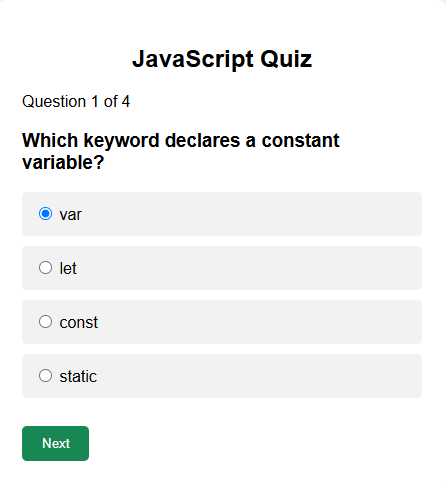 JavaScript Quiz
Question 1 of 4
Which keyword declares a constant
variable?
var
let
const
static
Next